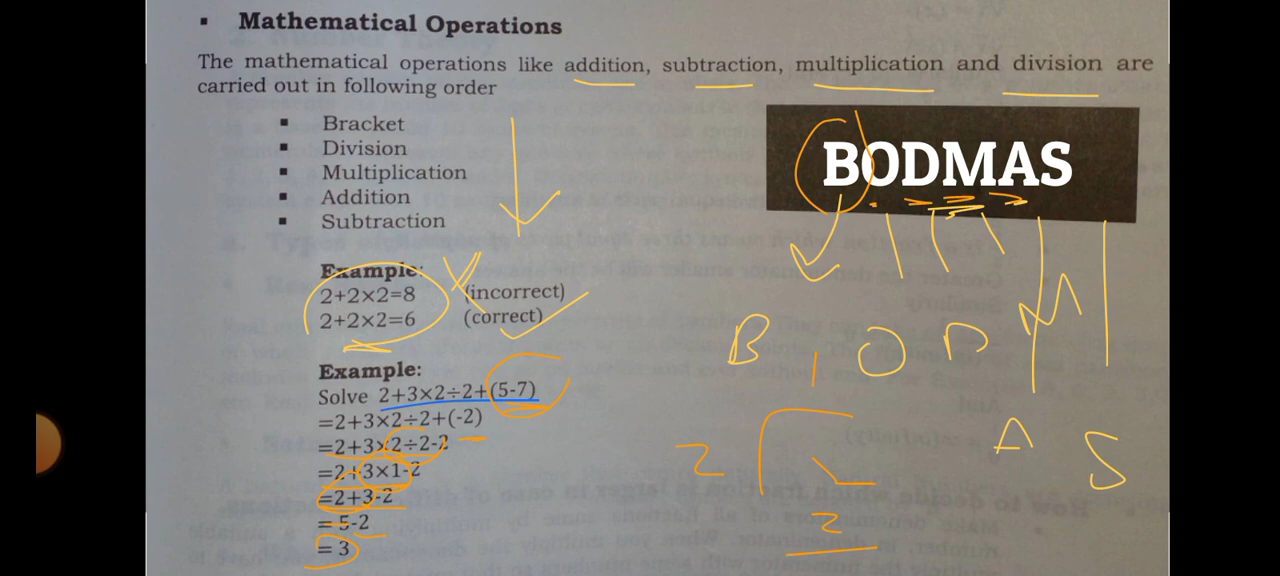 ▪ Mathematical Operations
The mathematical operations like addition, subtraction, multiplication and division are
carried out in following order
▪ Bracket
▪ Division
▪ Multiplication
▪ Addition
▪ Subtraction
BODMAS
Example:
2+2×2=8 (incorrect)
2+2×2=6 (correct)
B O D M A S
Example:
Solve 2+3×2÷2+(5-7)
=2+3×2÷2+(-2)
=2+3×2÷2-2
=2+3×1-2
=2+3-2
= 5-2
= 3
2
2